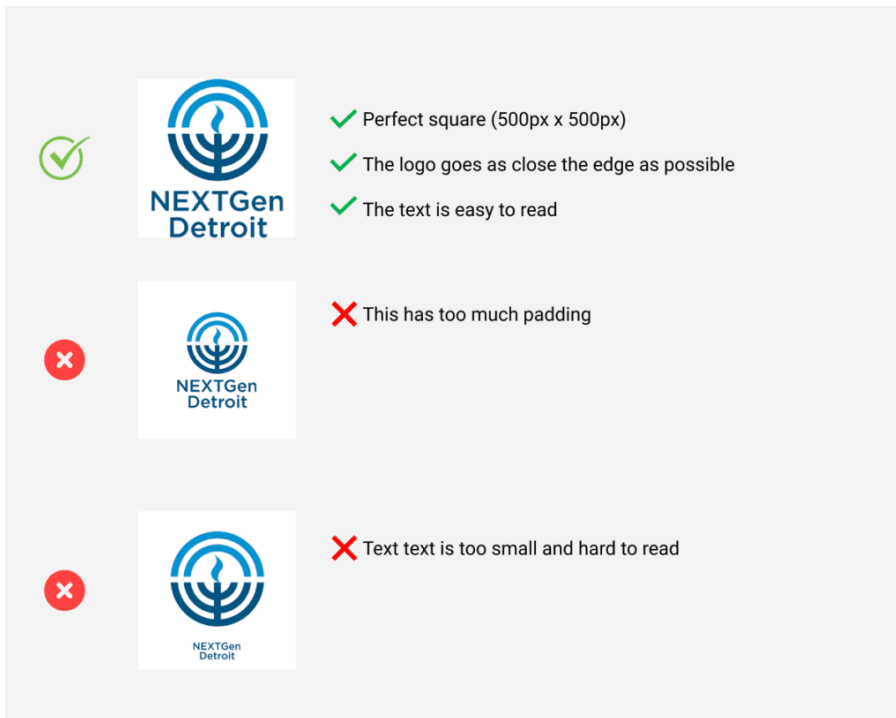 NEXTGen
Detroit
Perfect square (500px x 500px)
The logo goes as close the edge as possible
The text is easy to read
NEXTGen
Detroit
This has too much padding
NEXTGen
Detroit
Text text is too small and hard to read